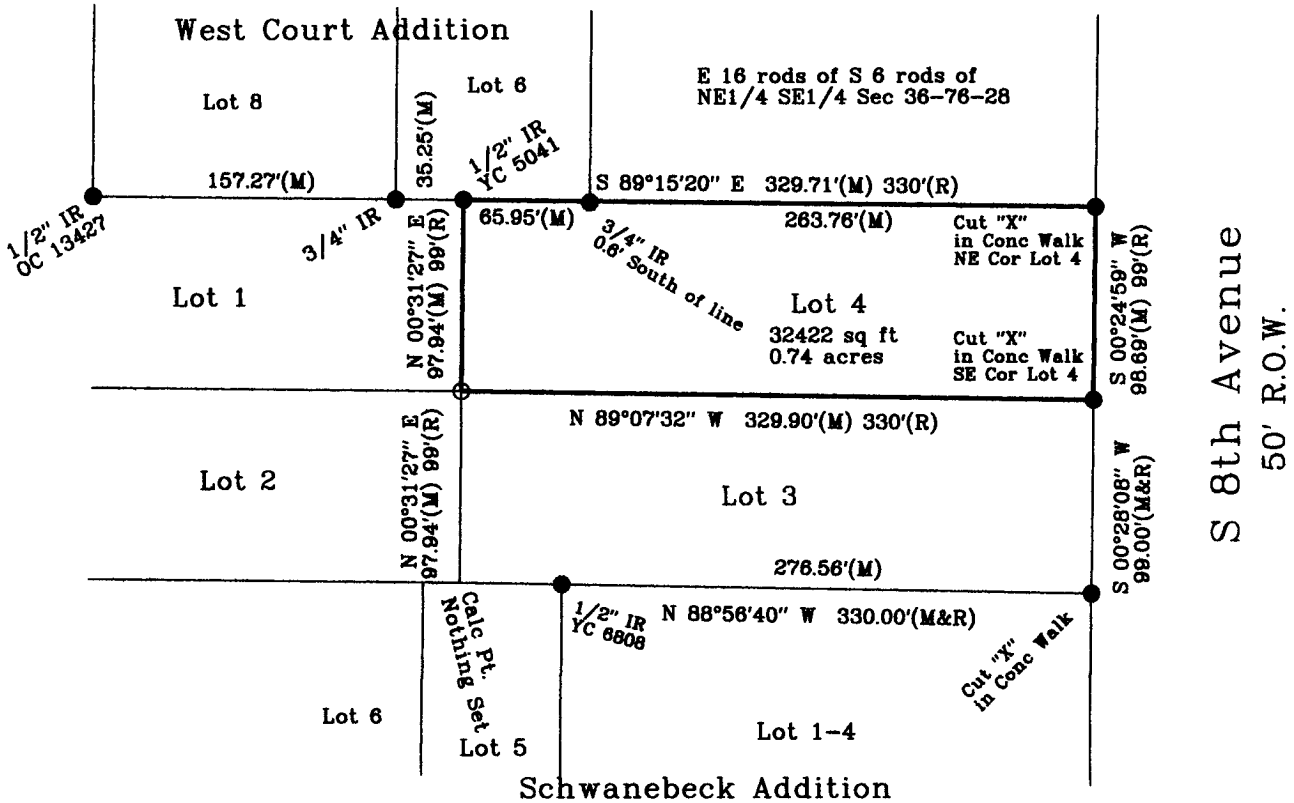 West Court Addition
Lot 8
Lot 6
E 16 rods of S 6 rods of
NE1/4 SE1/4 Sec 36-76-28
35.25'(M)
1/2" IR
YC 5041
157.27'(M)
S 89°15'20" E 329.71'(M) 330'(R)
1/2" IR
OC 13427
3/4" IR
65.95'(M)
263.76'(M)
3/4" IR
0.6' South of line
Cut "X"
in Conc Walk
NE Cor Lot 4
N 00°31'27" E
97.94'(M) 99'(R)
S 00°24'59" W
98.69'(M) 99'(R)
Lot 1
Lot 4
32422 sq ft
0.74 acres
Cut "X"
in Conc Walk
SE Cor Lot 4
S 8th Avenue
50' R.O.W.
N 89°07'32" W 329.90'(M) 330'(R)
N 00°31'27" E
97.94'(M) 99'(R)
Lot 2
Lot 3
S 00°28'08" W
99.00'(M&R)
276.56'(M)
1/2" IR
YC 6808
N 88°56'40" W 330.00'(M&R)
Calc Pt.
Nothing Set
Cut "X"
in Conc Walk
Lot 6
Lot 5
Lot 1-4
Schwanebeck Addition